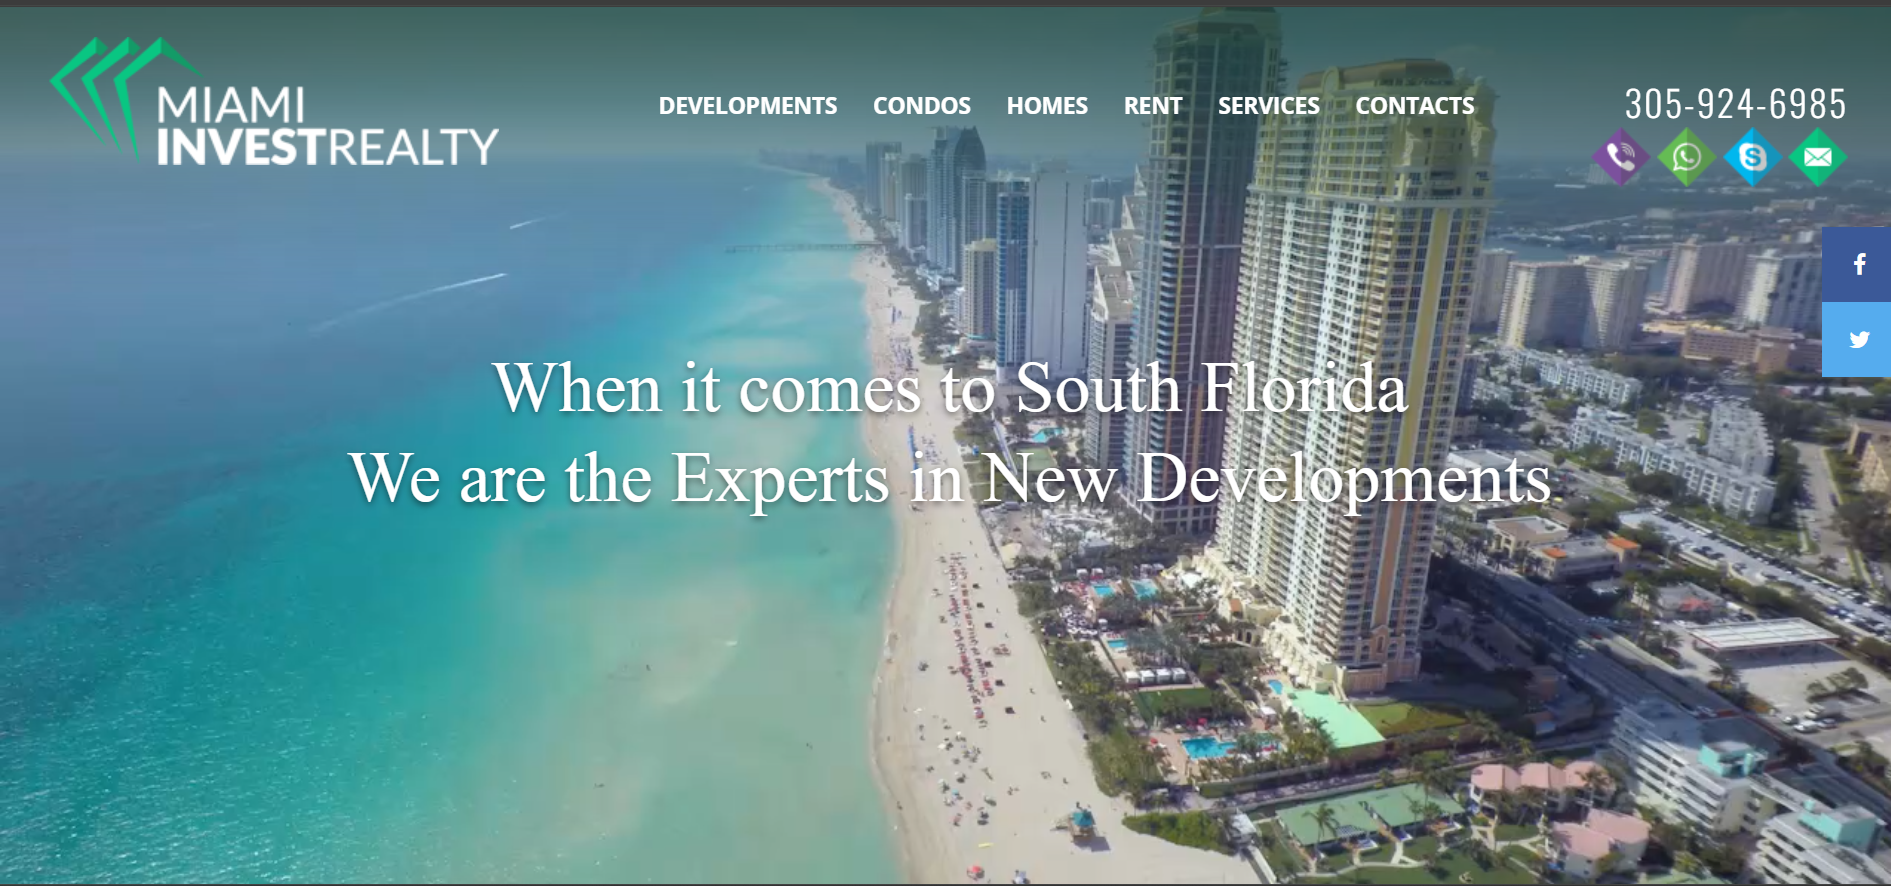 MIAMI
INVESTREALTY
DEVELOPMENTS CONDOS HOMES RENT SERVICES CONTACTS
305-924-6985
When it comes to South Florida
We are the Experts in New Developments